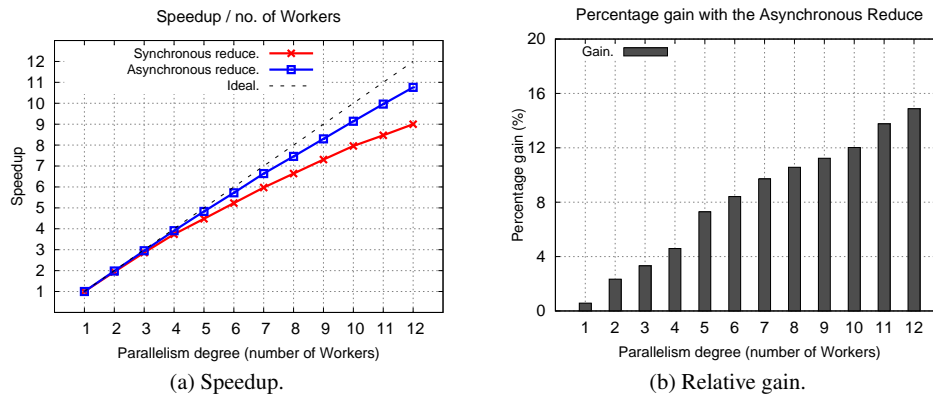 Speedup / no. of Workers
Synchronous reduce.
Asynchronous reduce.
Ideal.
12
11
10
9
8
7
6
5
4
3
2
1
Speedup
1 2 3 4 5 6 7 8 9 10 11 12
Parallelism degree (number of Workers)
(a) Speedup.
Percentage gain with the Asynchronous Reduce
Gain.
20
16
12
8
4
0
Percentage gain (%)
1 2 3 4 5 6 7 8 9 10 11 12
Parallelism degree (number of Workers)
(b) Relative gain.